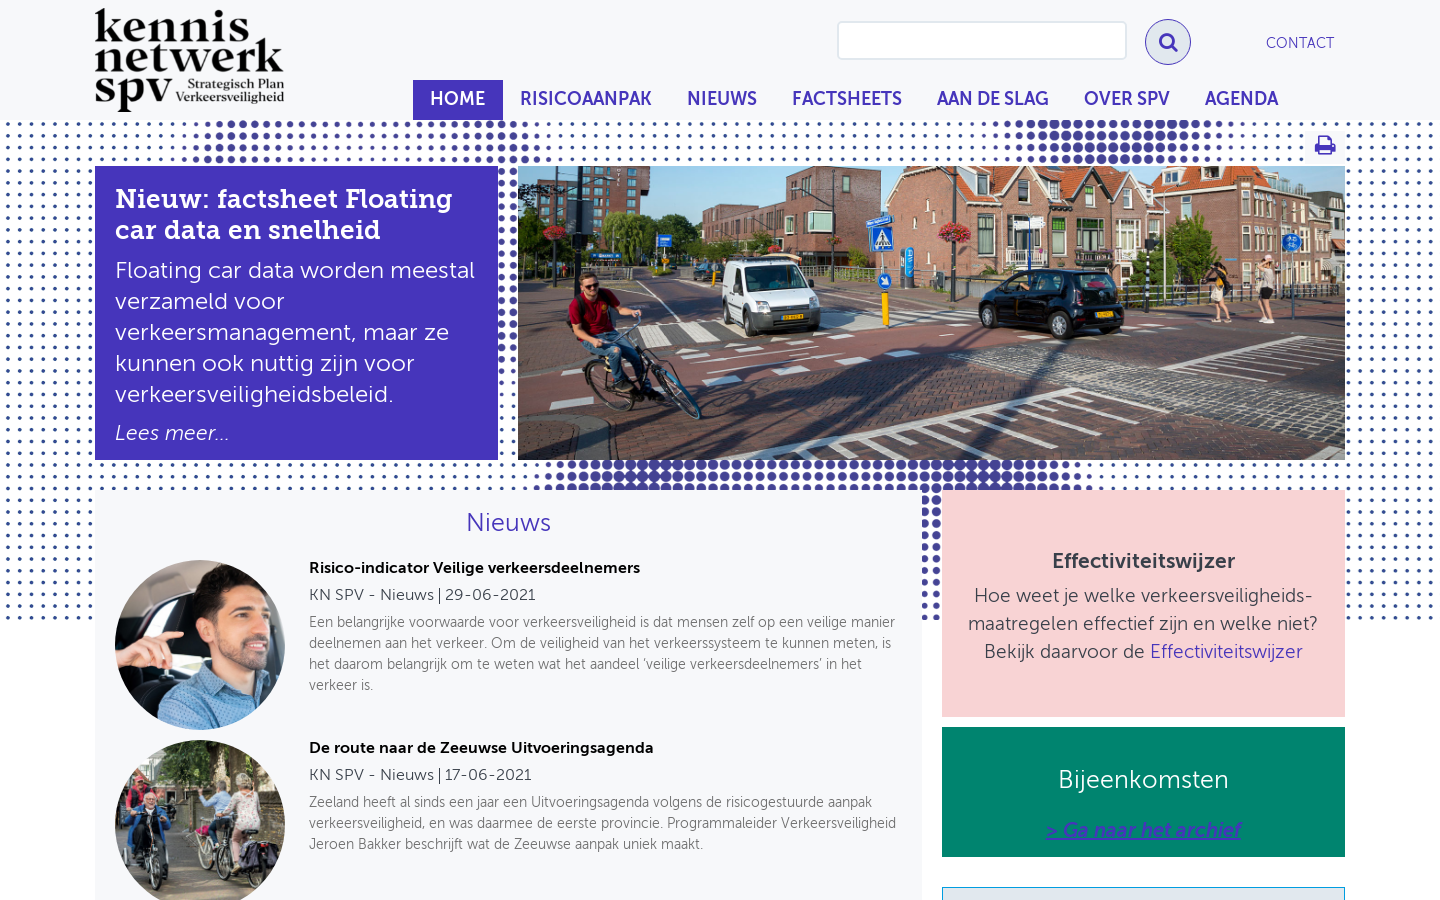 kennis
netwerk
spv Strategisch Plan
Verkeersveiligheid
CONTACT
HOME RISICOAANPAK NIEUWS FACTSHEETS AAN DE SLAG OVER SPV AGENDA
Nieuw: factsheet Floating
car data en snelheid
Floating car data worden meestal
verzameld voor
verkeersmanagement, maar ze
kunnen ook nuttig zijn voor
verkeersveiligheidsbeleid.
Lees meer...
Nieuws
Risico-indicator Veilige verkeersdeelnemers
KN SPV - Nieuws | 29-06-2021
Een belangrijke voorwaarde voor verkeersveiligheid is dat mensen zelf op een veilige manier
deelnemen aan het verkeer. Om de veiligheid van het verkeerssysteem te kunnen meten, is
het daarom belangrijk om te weten wat het aandeel ‘veilige verkeersdeelnemers’ in het
verkeer is.
De route naar de Zeeuwse Uitvoeringsagenda
KN SPV - Nieuws | 17-06-2021
Zeeland heeft al sinds een jaar een Uitvoeringsagenda volgens de risicogestuurde aanpak
verkeersveiligheid, en was daarmee de eerste provincie. Programmaleider Verkeersveiligheid
Jeroen Bakker beschrijft wat de Zeeuwse aanpak uniek maakt.
Effectiviteitswijzer
Hoe weet je welke verkeersveiligheids-
maatregelen effectief zijn en welke niet?
Bekijk daarvoor de Effectiviteitswijzer
Bijeenkomsten
> Ga naar het archief